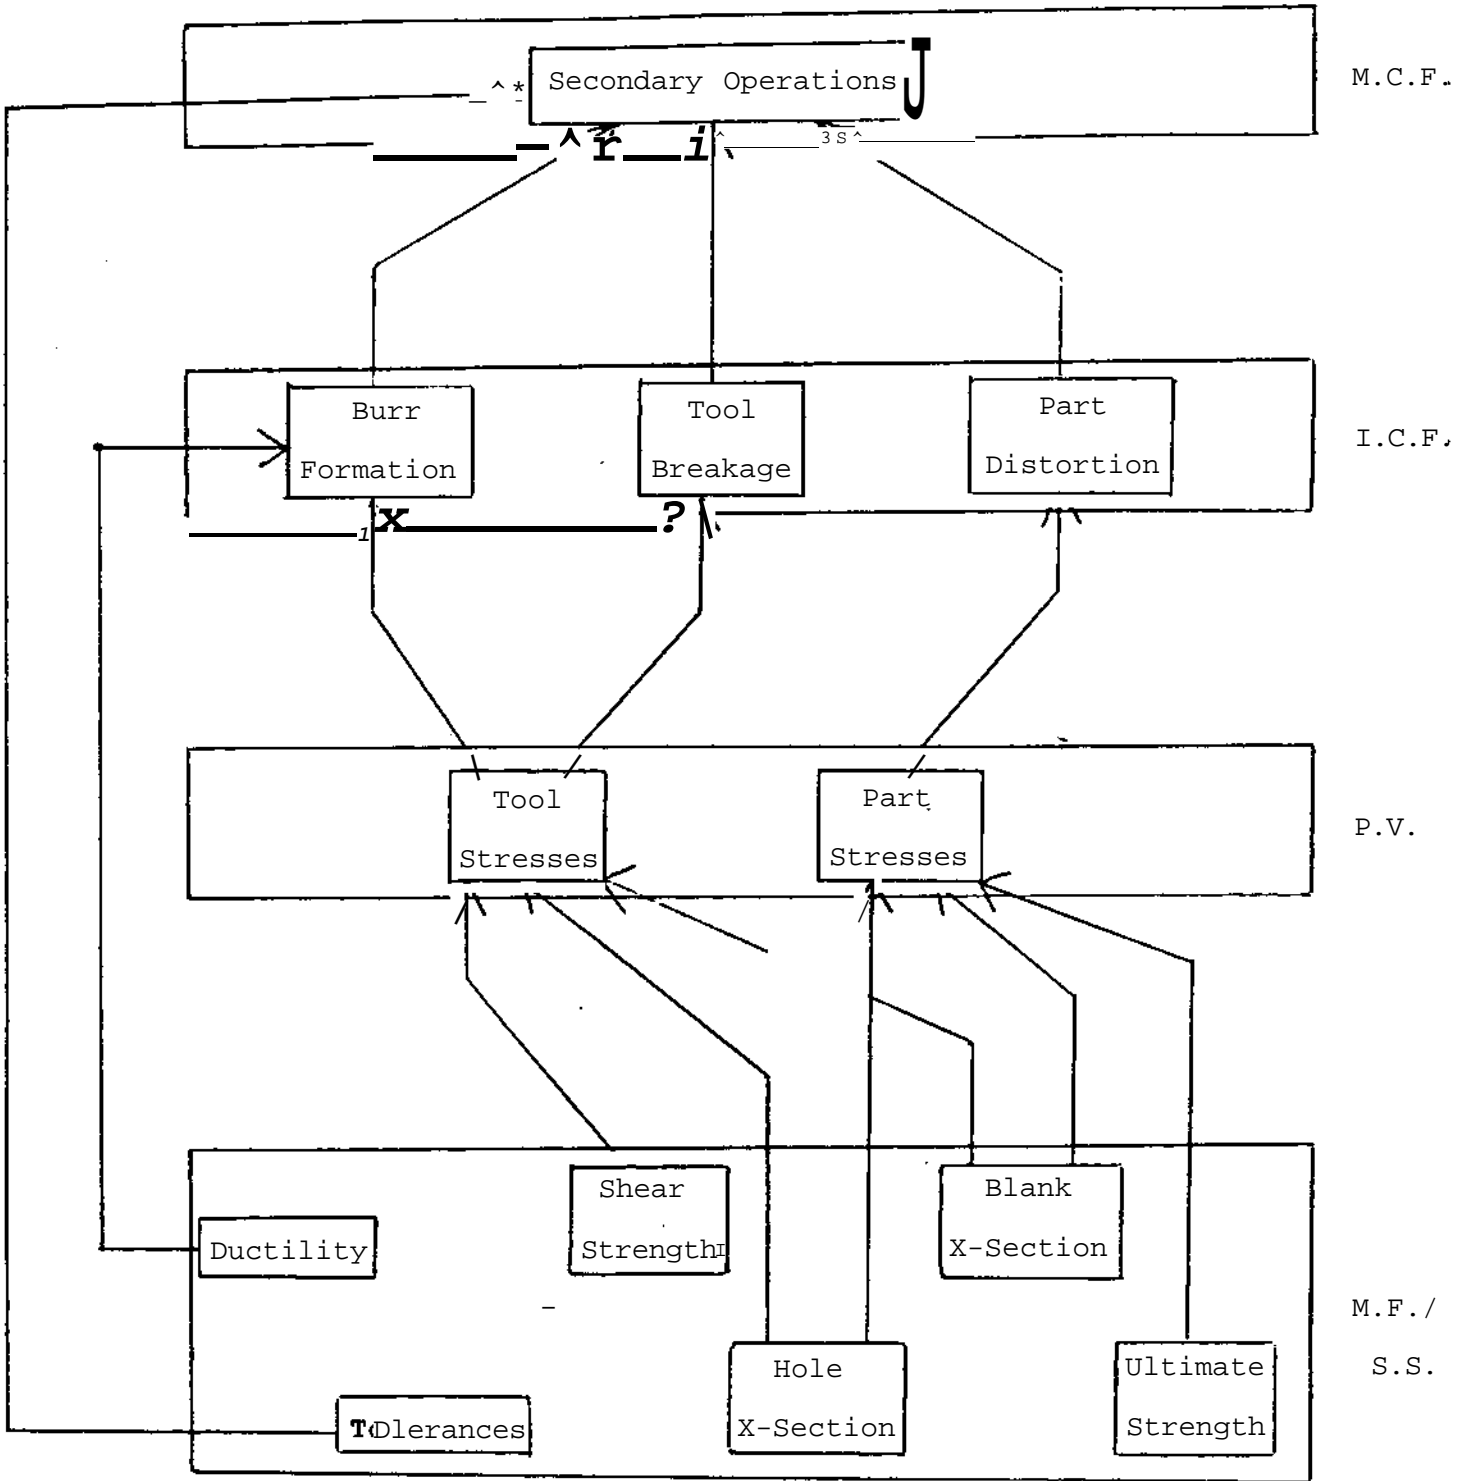 Secondary Operations
M.C.F.
Burr
Formation
Tool
Breakage
Part
Distortion
I.C.F.
Tool
Stresses
Part
Stresses
P.V.
Shear
Strength
Blank
X-Section
Ductility
M.F./
S.S.
Hole
X-Section
Ultimate
Strength
TDlerances